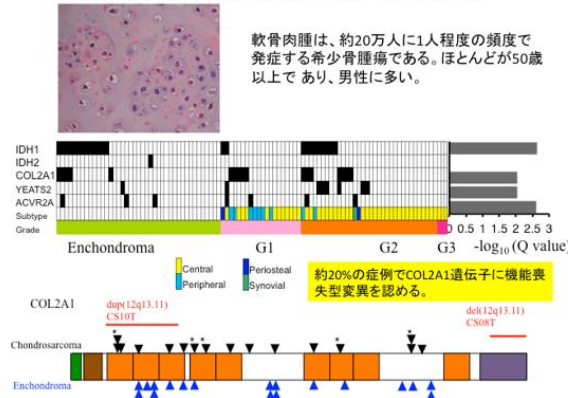 軟骨肉腫は、約20万人に1人程度の頻度で
発症する希少骨腫瘍である。ほとんどが50歳
以上で あり、男性に多い。
IDH1
IDH2
COL2A1
YEATS2
ACVR2A
Subtype
Grade
0 0.5 1 1.5 2 2.5 3
Enchondroma G1 G2 G3 -log10 (Q value)
Central Periosteal
Peripheral Synovial
約20%の症例でCOL2A1遺伝子に機能喪
失型変異を認める。
COL2A1
dup(12q13.11)
CS10T
del(12q13.11)
CS08T
Chondrosarcoma
* * * * *
Enchondroma